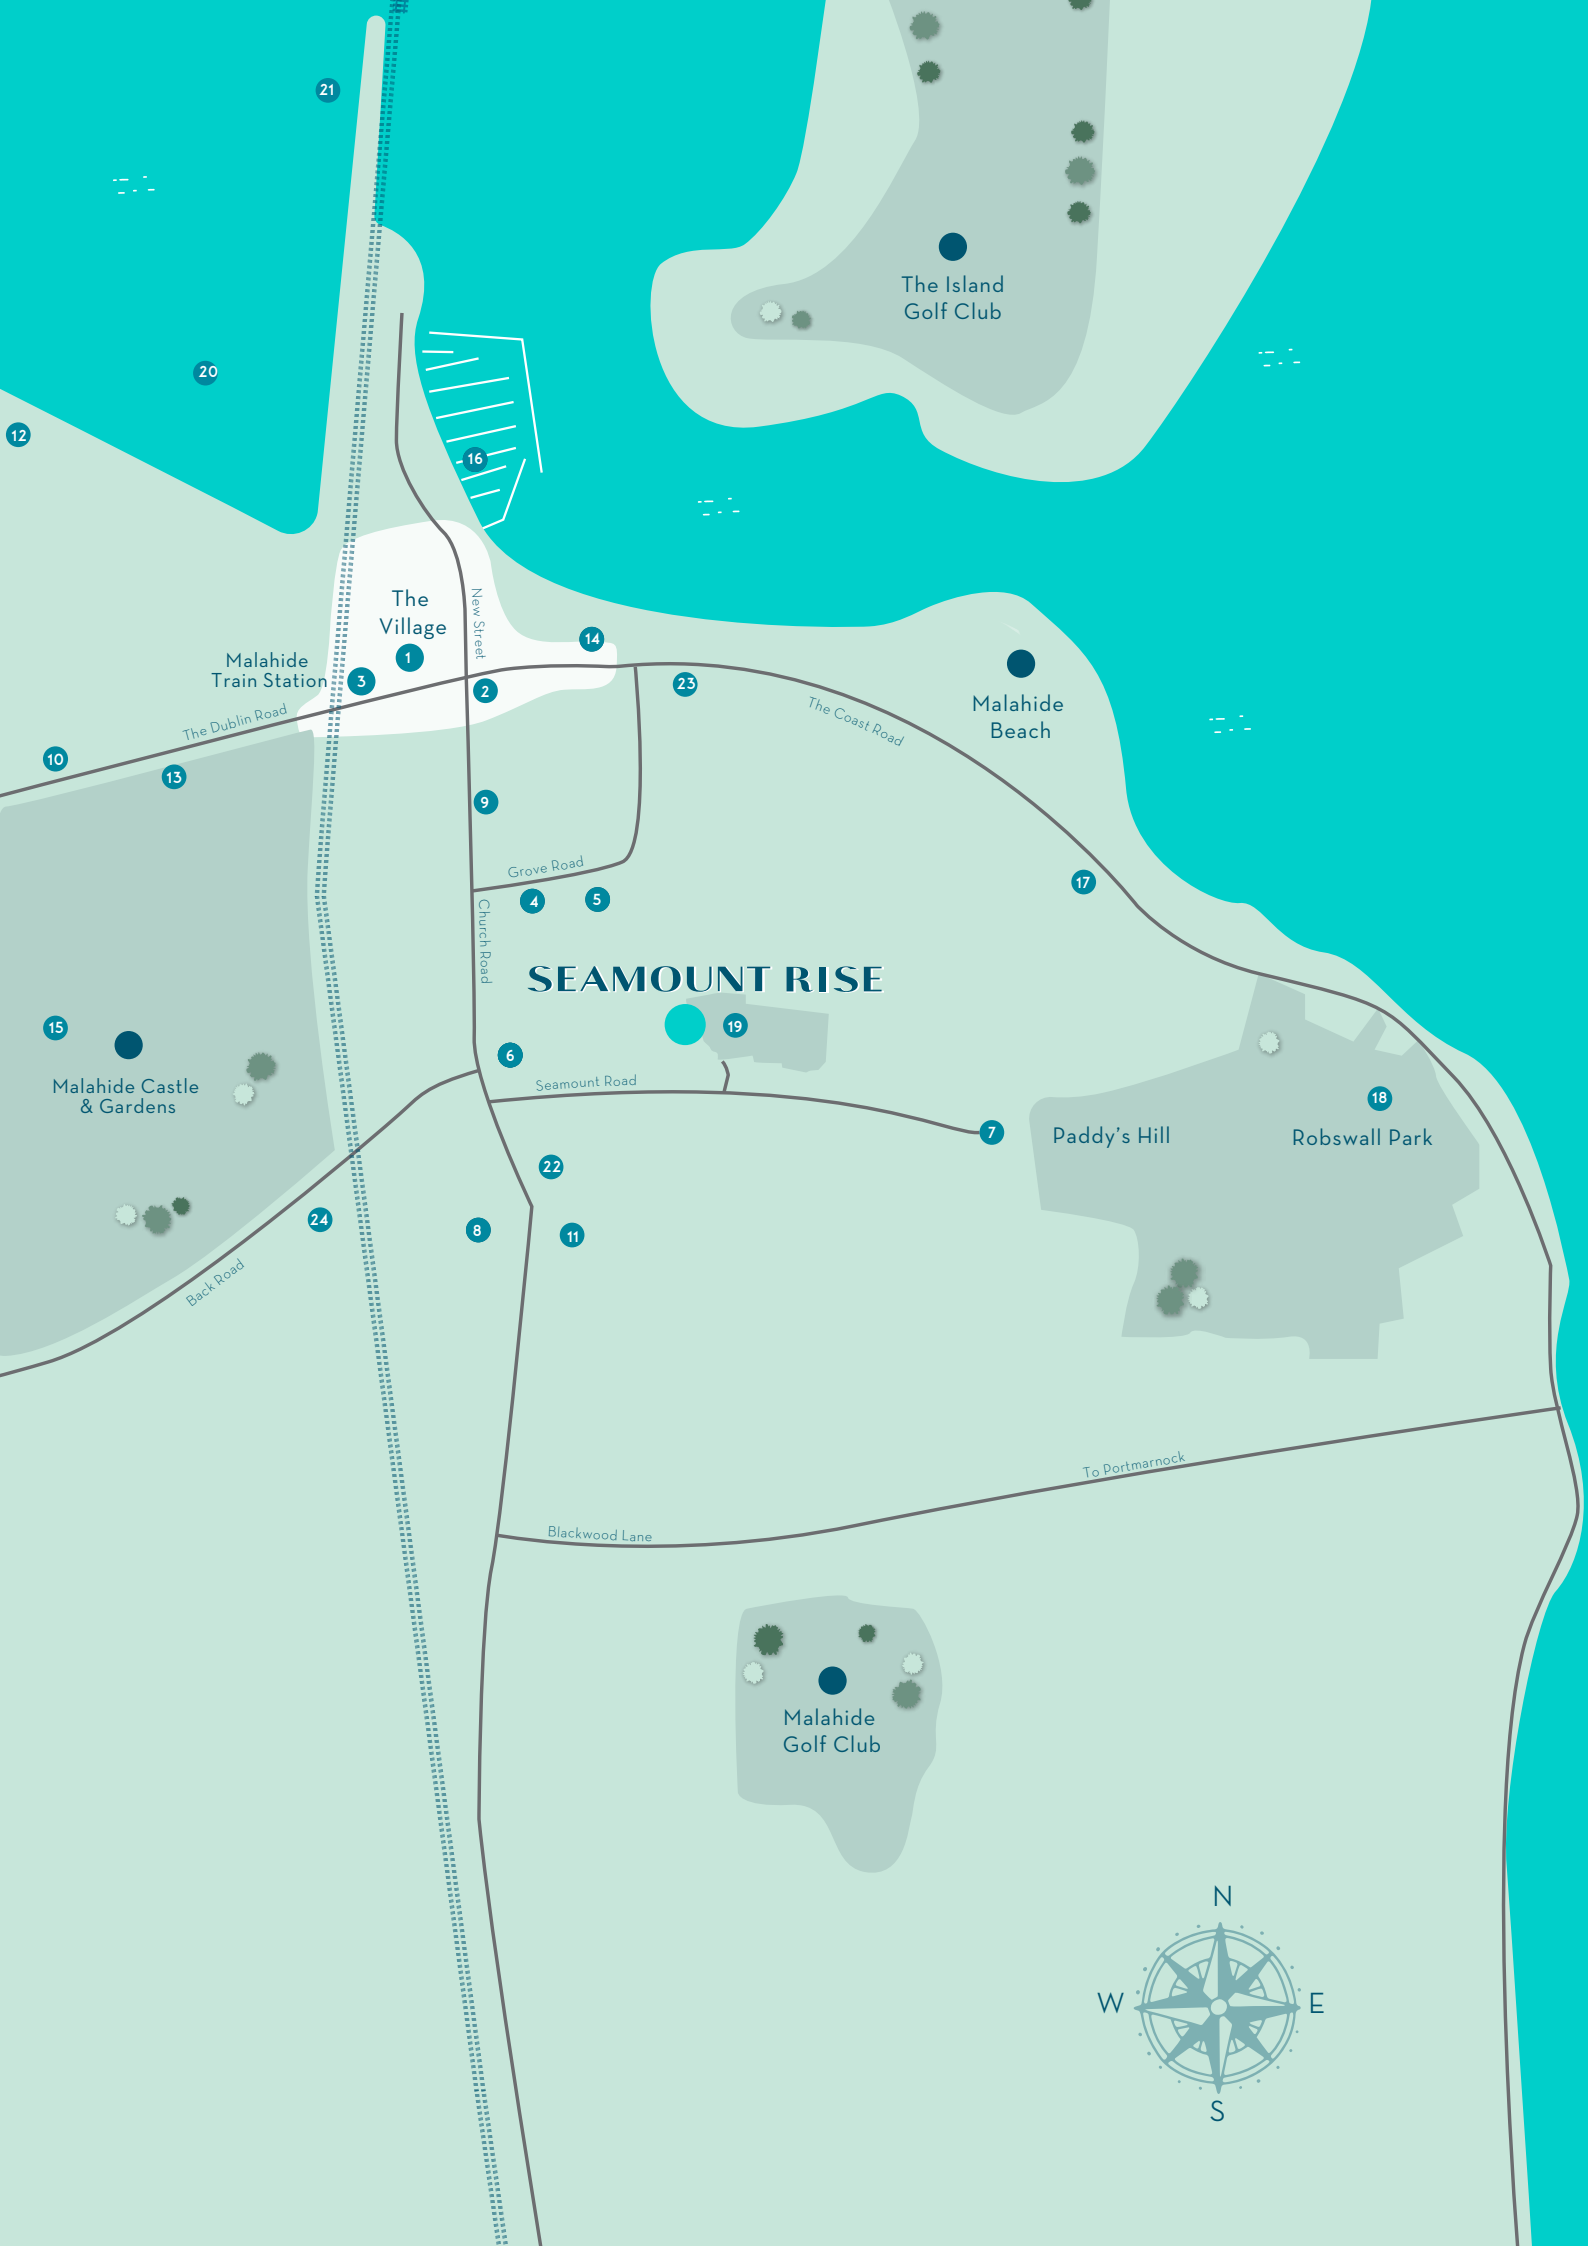 21
The Island
Golf Club
20
12
16
The
Village
New Street
14
1
Malahide
Train Station
3
2
23
The Coast Road
Malahide
Beach
The Dublin Road
10
13
9
Grove Road
4
5
17
Church Road
SEAMOUNT RISE
15
19
6
Malahide Castle
& Gardens
Seamount Road
18
7
Paddy's Hill
Robswall Park
22
24
8
11
Back Road
To Portmarnock
Blackwood Lane
Malahide
Golf Club
N
W
E
S